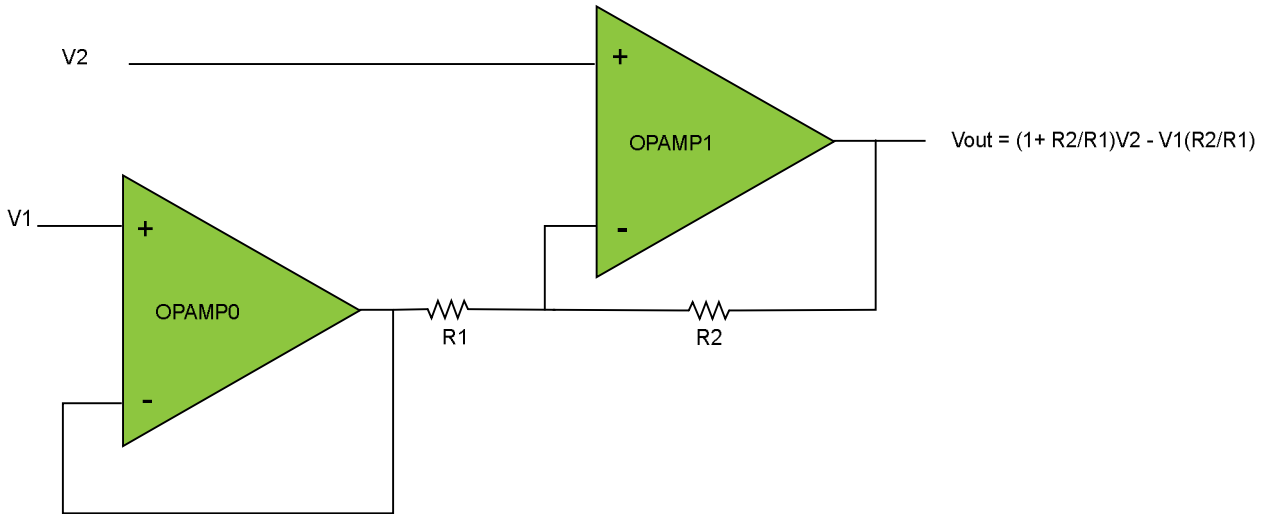 V2
+
OPAMP1
-
Vout = (1+ R2/R1)V2 - V1(R2/R1)
V1
+
OPAMP0
-
R1
R2